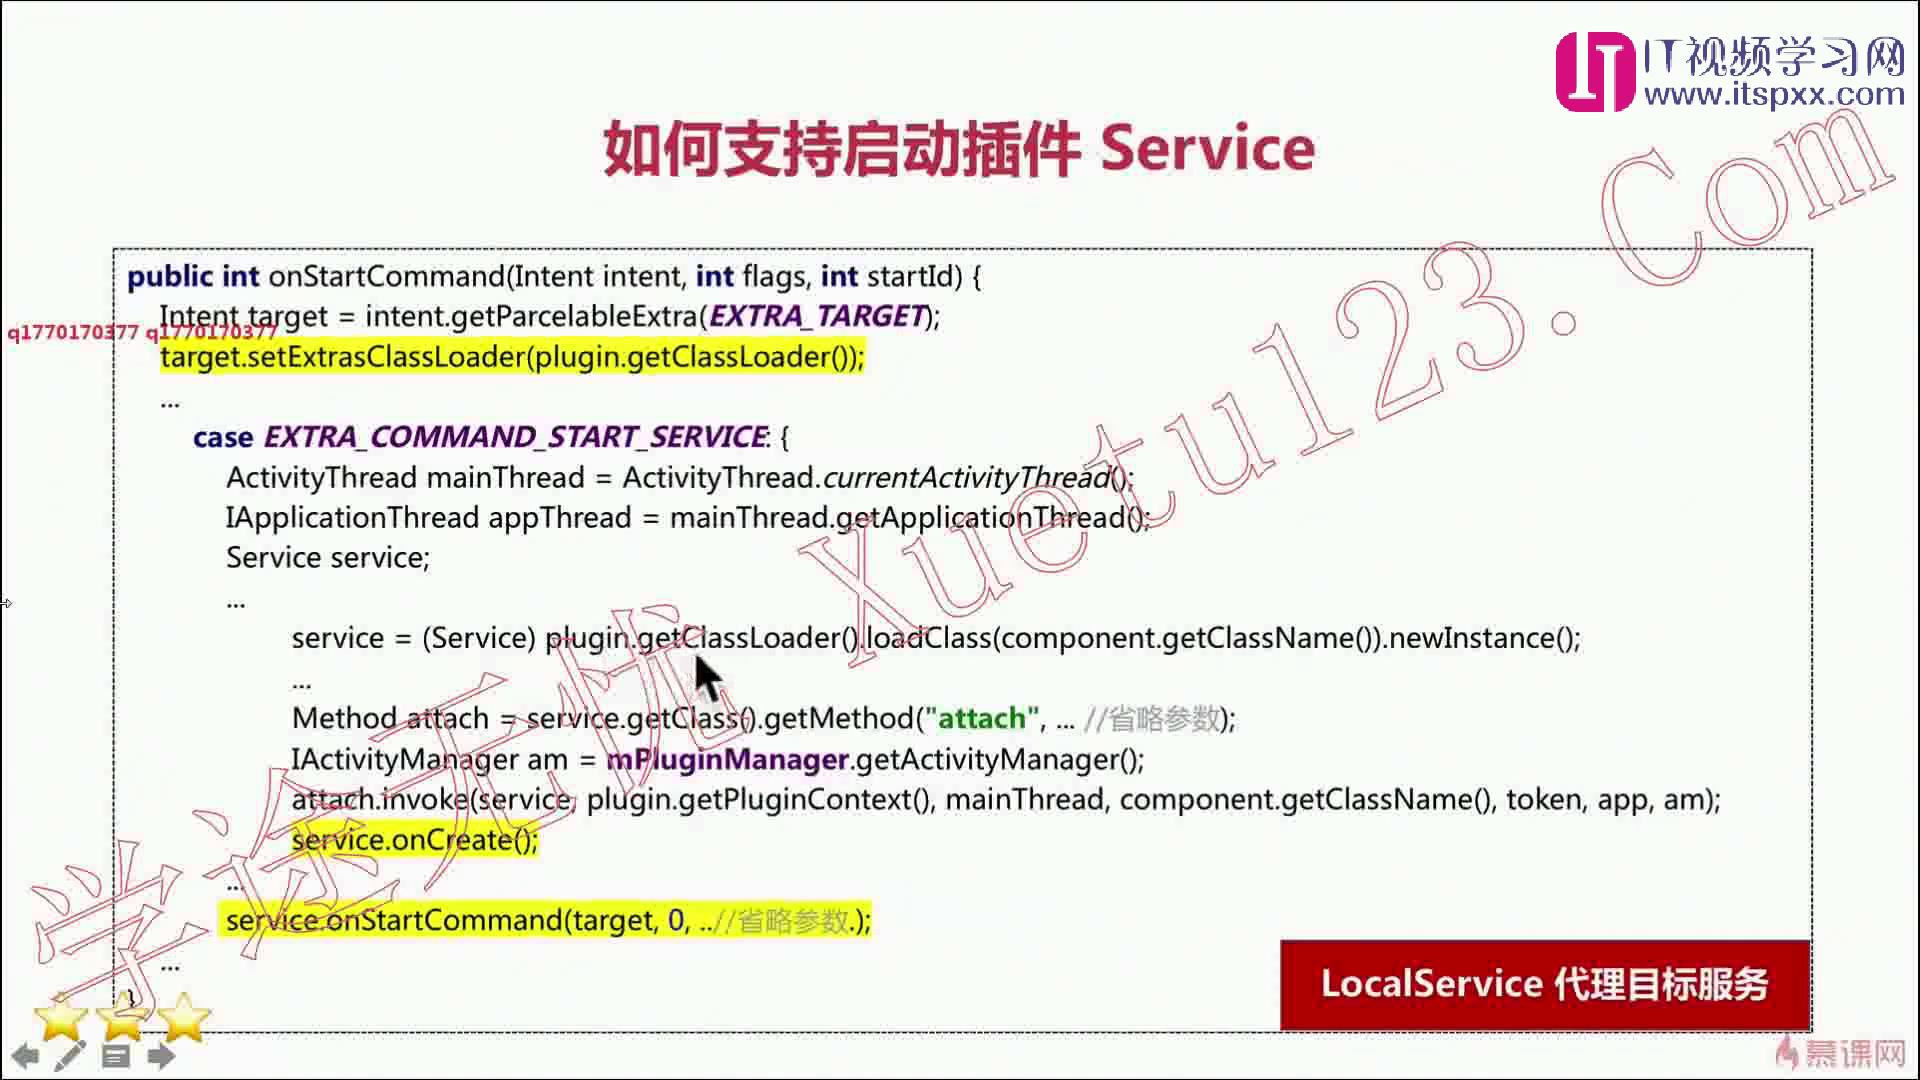 IT视频学习网
www.itspxx.com
如何支持启动插件 Service
public int onStartCommand(Intent intent, int flags, int startId) {
Intent target = intent.getParcelableExtra(EXTRA_TARGET);
q1770170377 q1770170377
target.setExtrasClassLoader(plugin.getClassLoader());
...
case EXTRA_COMMAND_START_SERVICE: {
ActivityThread mainThread = ActivityThread.currentActivityThread();
IApplicationThread appThread = mainThread.getApplicationThread();
Service service;
...
service = (Service) plugin.getClassLoader().loadClass(component.getClassName()).newInstance();
...
Method attach = service.getClass().getMethod("attach", ... //省略参数);
IActivityManager am = mPluginManager.getActivityManager();
attach.invoke(service, plugin.getPluginContext(), mainThread, component.getClassName(), token, app, am);
service.onCreate();
...
service.onStartCommand(target, 0, ..//省略参数.);
...
}
LocalService 代理目标服务
学途无忧 Xuetu123.Com
慕课网